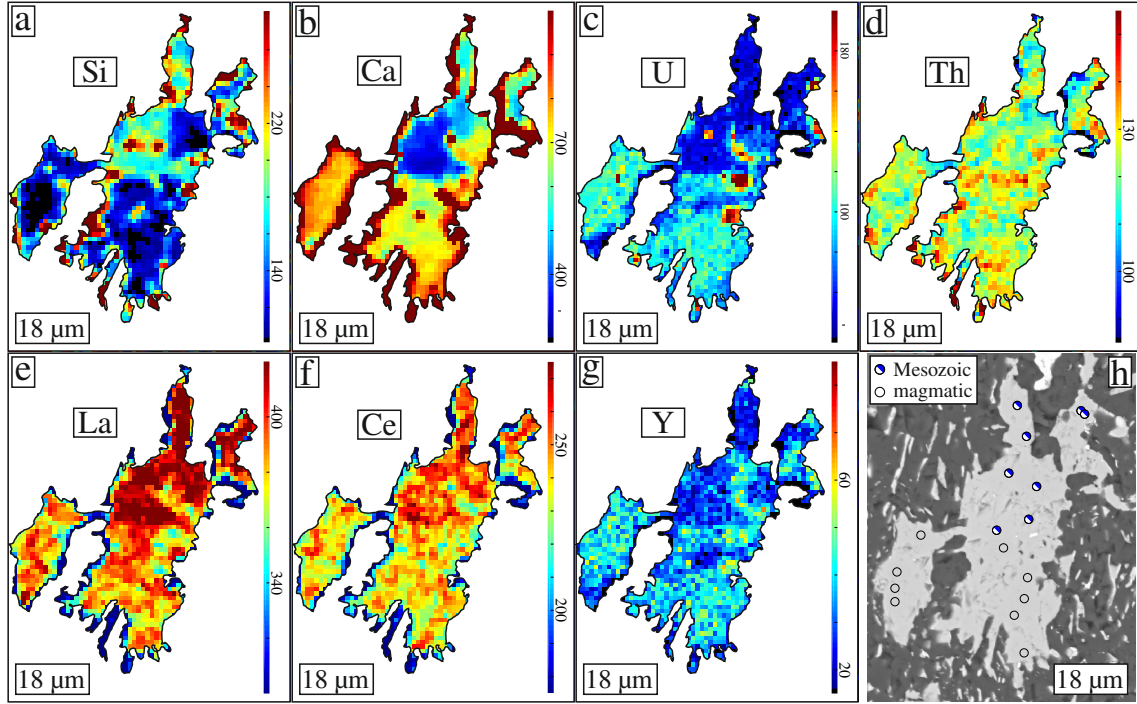 a
Si
220
140
18 µm
b
Ca
700
400
18 µm
c
U
180
100
18 µm
d
Th
130
100
18 µm
e
La
400
340
18 µm
f
Ce
250
200
18 µm
g
Y
60
20
18 µm
h
Mesozoic
magmatic
18 µm